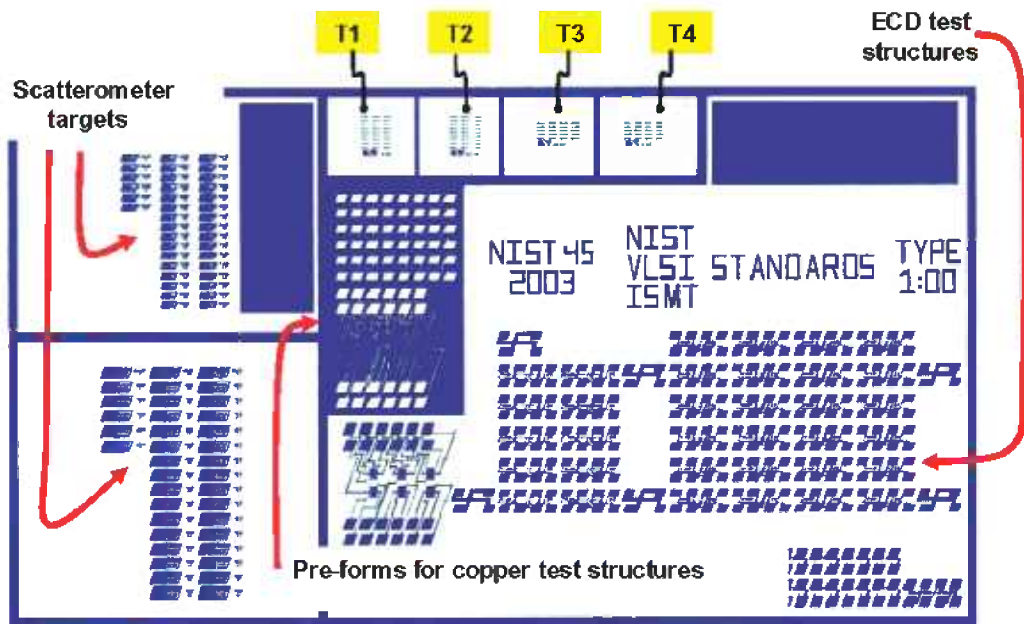 T1
T2
T3
T4
ECD test
structures
Scatterometer
targets
NIST 45
2003
NIST
VLSI
ISMT
STANDARDS
TYPE
1:00
Pre-forms for copper test structures